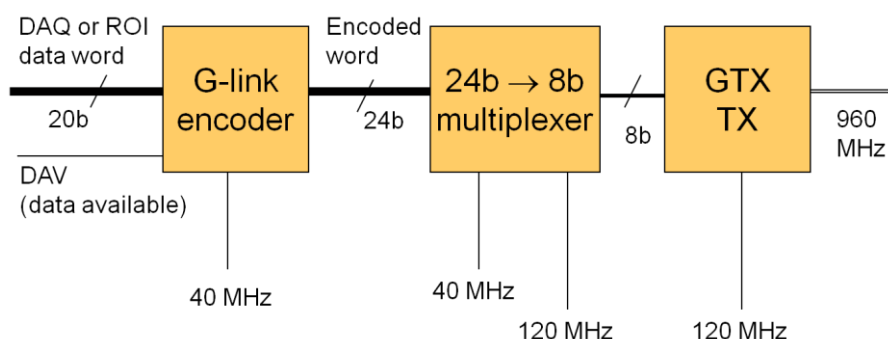 DAQ or ROI
data word
20b
DAV
(data available)
G-link
encoder
40 MHz
Encoded
word
24b
24b → 8b
multiplexer
40 MHz
120 MHz
8b
GTX
TX
120 MHz
960
MHz